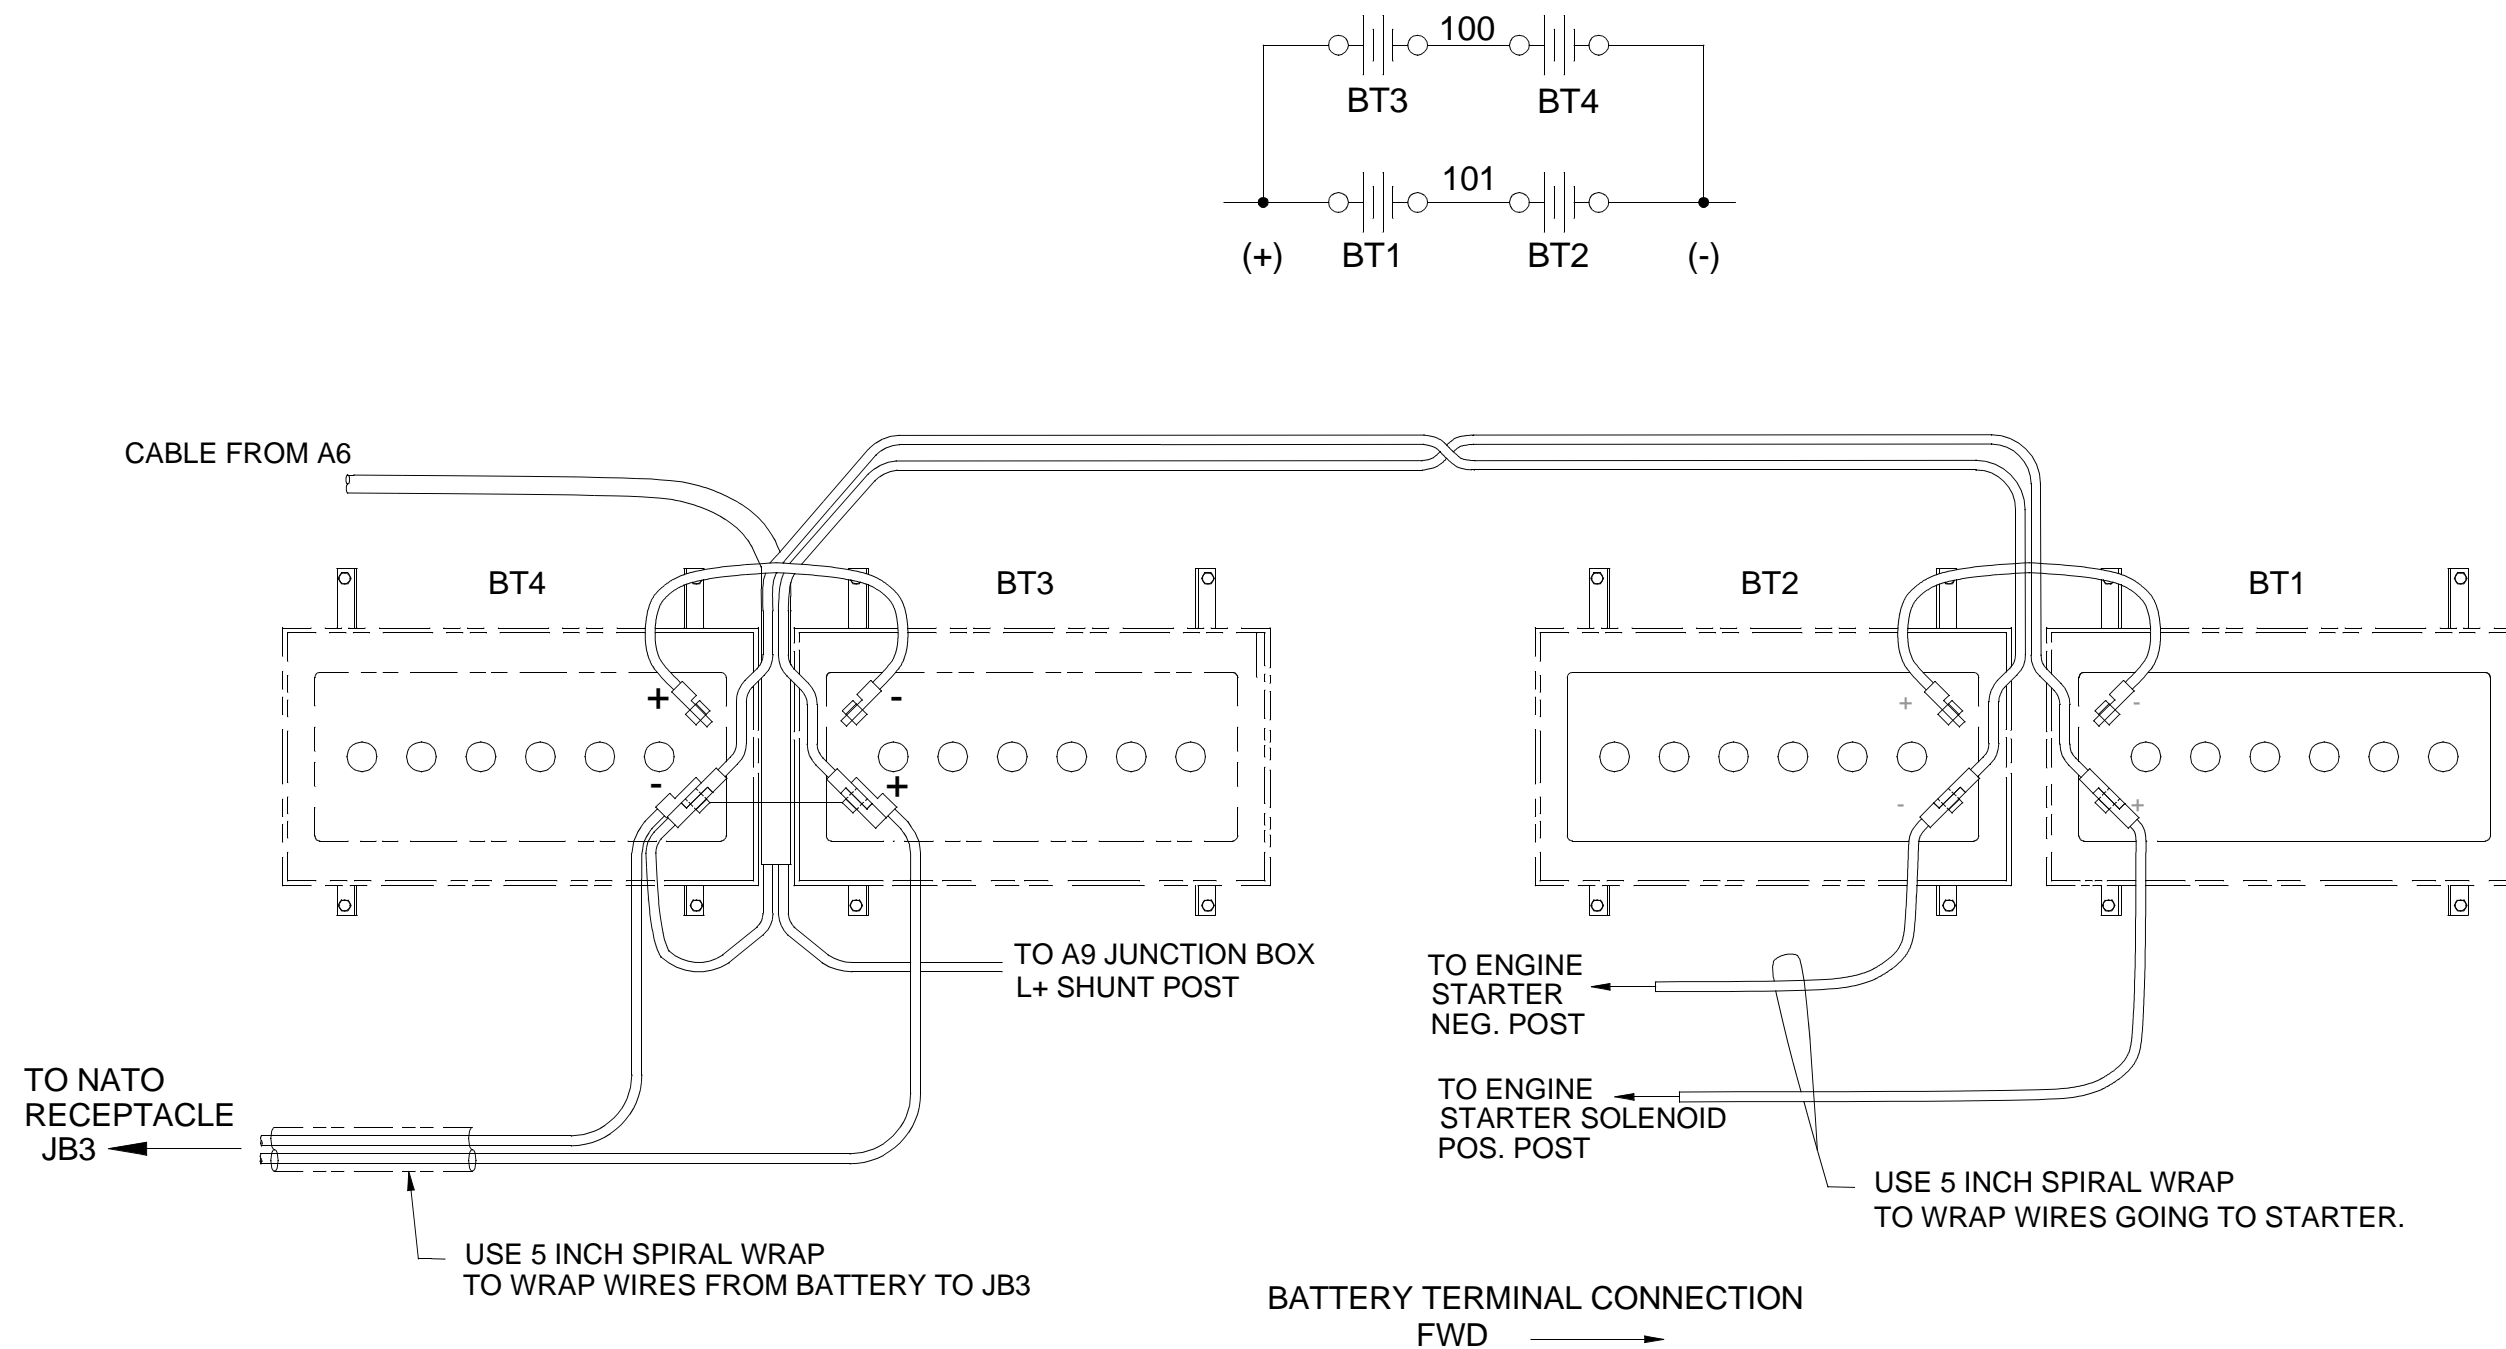 100
BT3 BT4
101
(+) BT1 BT2 (-)
CABLE FROM A6
BT4 BT3 BT2 BT1
+ - + -
- + - +
TO A9 JUNCTION BOX
L+ SHUNT POST
TO ENGINE
STARTER
NEG. POST
TO NATO
RECEPTACLE
JB3
TO ENGINE
STARTER SOLENOID
POS. POST
USE 5 INCH SPIRAL WRAP
TO WRAP WIRES GOING TO STARTER.
USE 5 INCH SPIRAL WRAP
TO WRAP WIRES FROM BATTERY TO JB3
BATTERY TERMINAL CONNECTION
FWD